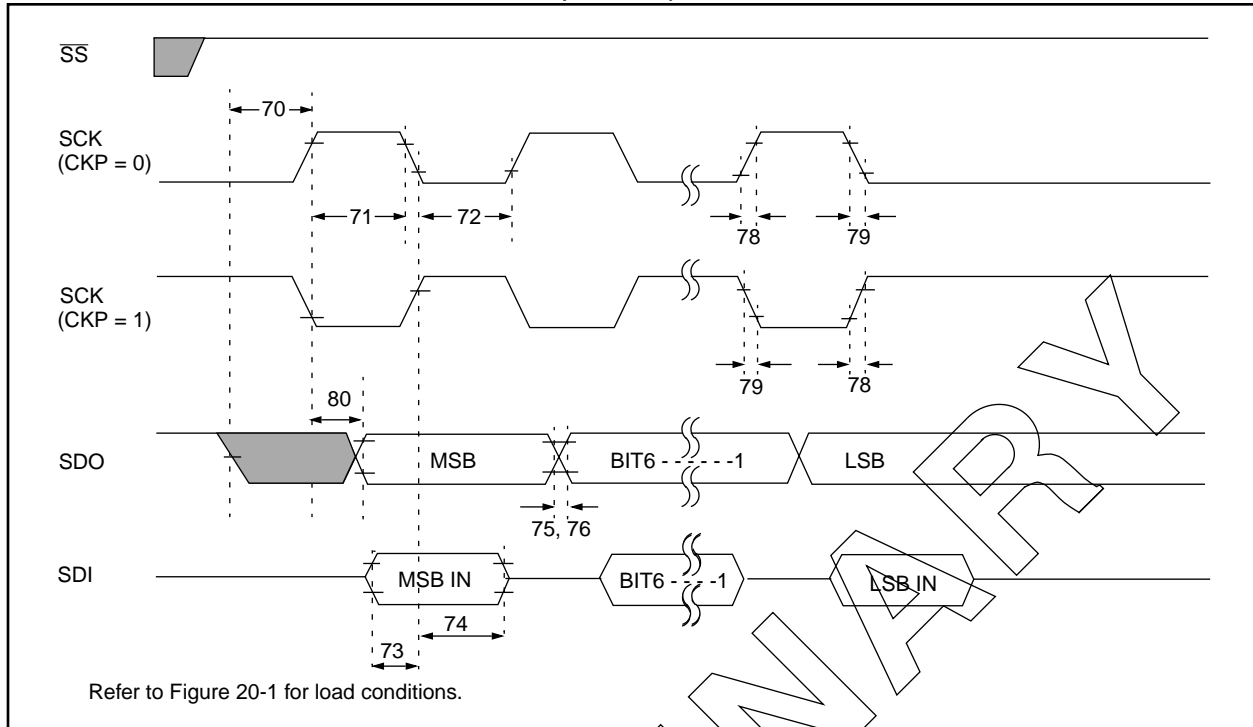 SS
70
SCK
(CKP = 0)
71
72
78
79
SCK
(CKP = 1)
79
78
80
SDO
MSB
BIT6 - - - - - -1
LSB
75, 76
SDI
MSB IN
BIT6 - - - -1
LSB IN
74
73
Refer to Figure 20-1 for load conditions.
N A R Y